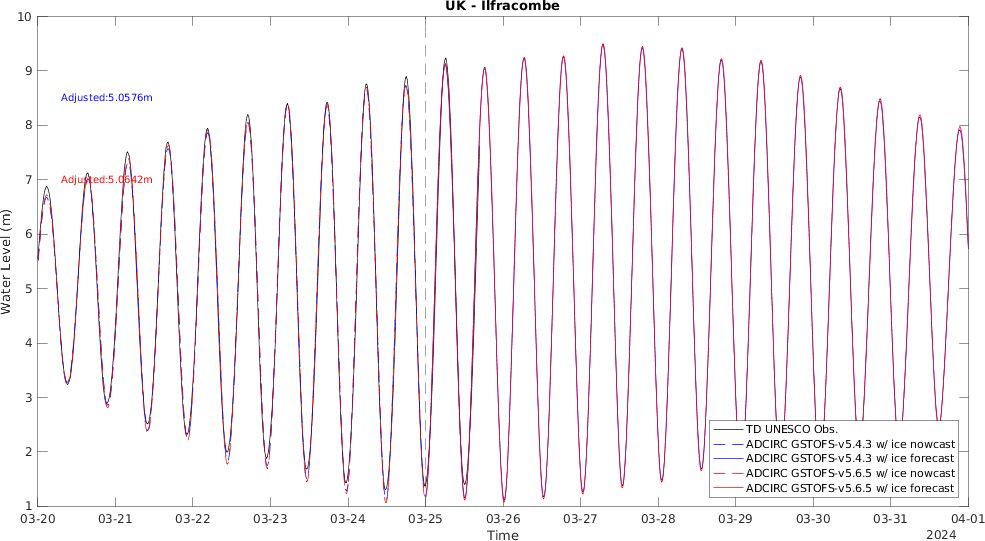 UK - Ilfracombe
10
9
8
7
6
5
4
3
2
1
Water Level (m)
Adjusted:5.0576m
Adjusted:5.0642m
TD UNESCO Obs.
ADCIRC GSTOFS-v5.4.3 w/ ice nowcast
ADCIRC GSTOFS-v5.4.3 w/ ice forecast
ADCIRC GSTOFS-v5.6.5 w/ ice nowcast
ADCIRC GSTOFS-v5.6.5 w/ ice forecast
03-20 03-21 03-22 03-23 03-24 03-25 03-26 03-27 03-28 03-29 03-30 03-31 04-01
Time
2024